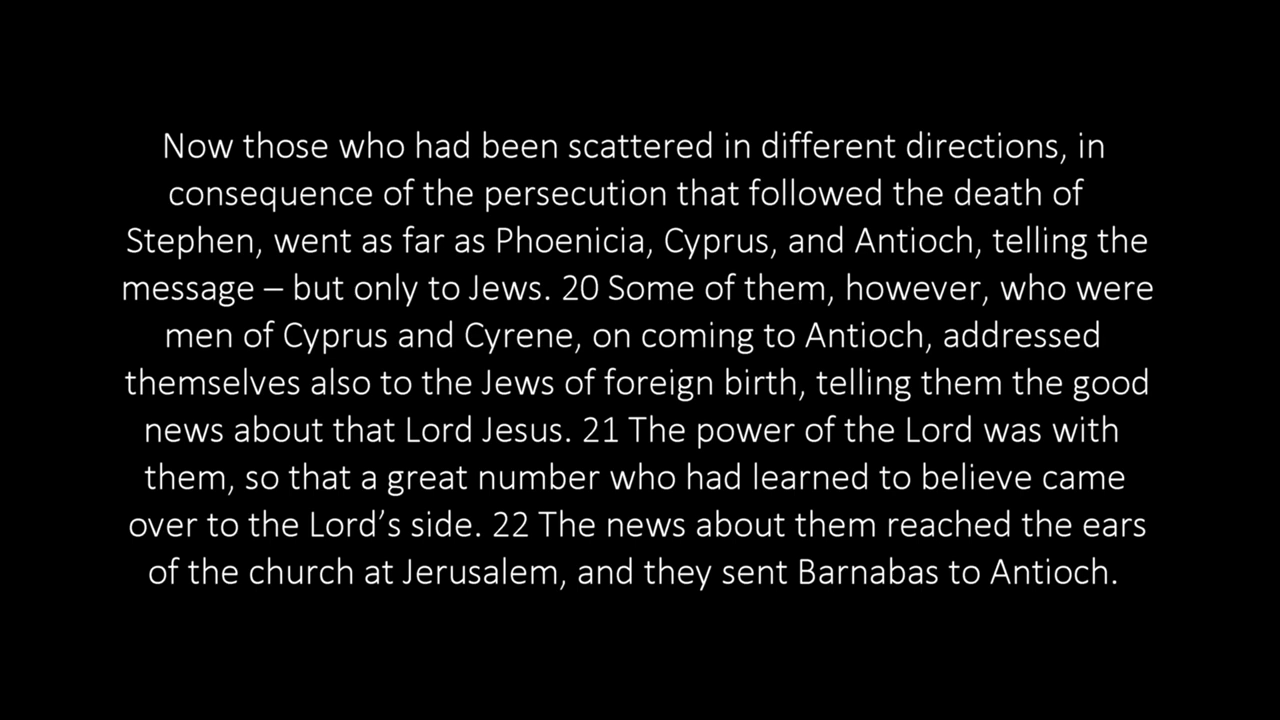 Now those who had been scattered in different directions, in
consequence of the persecution that followed the death of
Stephen, went as far as Phoenicia, Cyprus, and Antioch, telling the
message – but only to Jews. 20 Some of them, however, who were
men of Cyprus and Cyrene, on coming to Antioch, addressed
themselves also to the Jews of foreign birth, telling them the good
news about that Lord Jesus. 21 The power of the Lord was with
them, so that a great number who had learned to believe came
over to the Lord’s side. 22 The news about them reached the ears
of the church at Jerusalem, and they sent Barnabas to Antioch.